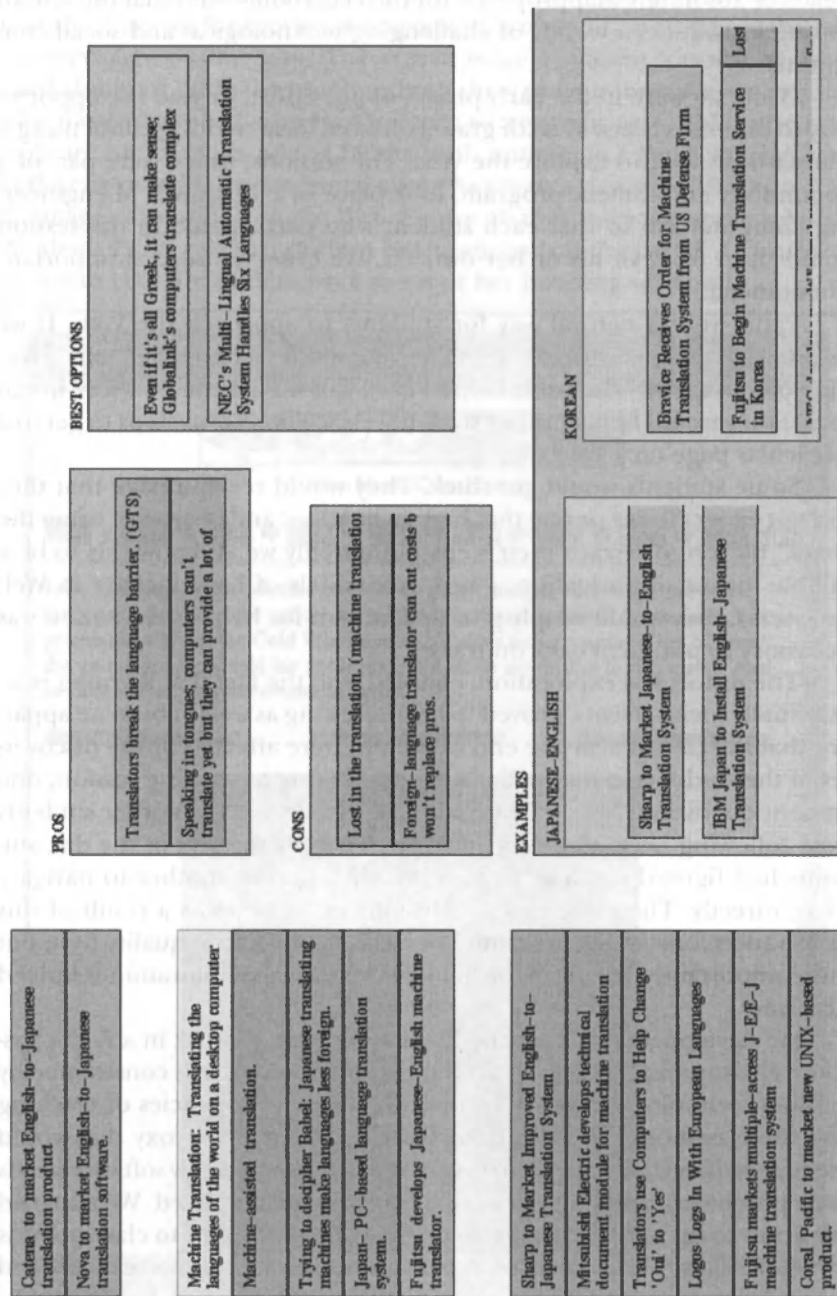 Catena to market English-to-Japanese
translation product.
Nova to market English-to-Japanese
translation software.
Machine Translation: Translating the
languages of the world on a desktop computer
Machine-assisted translation
Trying to decipher Babel: Japanese translating
machines make languages less foreign.
Japan: PC-based language translation
system.
Fujitsu develops Japanese-English machine
translator.
Sharp to Market Improved English-to-
Japanese Translation System
Mitsubishi Electric develops technical
document module for machine translation
Translators use Computers to Help Change
'Oui' to 'Yes'
Logos Logs In With European Languages
Fujitsu markets multiple-access J-E/E-J
machine translation system
Coral Pacific to market new UNIX-based
product.
PROS
Translators break the language barrier. (GTS)
Speaking in tongues, computers can't
translate yet but they can provide a lot of
CONS
Lost in the translation. (machine translation
Foreign-language translator can cut costs b
won't replace pros.
EXAMPLES
JAPANESE-ENGLISH
Sharp to Market Japanese-to-English
Translation System
IBM Japan to Install English-Japanese
Translation System
BEST OPTIONS
Even if it's all Greek, it can make sense;
Globalink's computers translate complex
NEC's Multi-Lingual Automatic Translation
System Handles Six Languages
KOREAN
Bravice Receives Order for Machine
Translation System from US Defense Firm
Fujitsu to Begin Machine Translation Service
in Korea
Lost